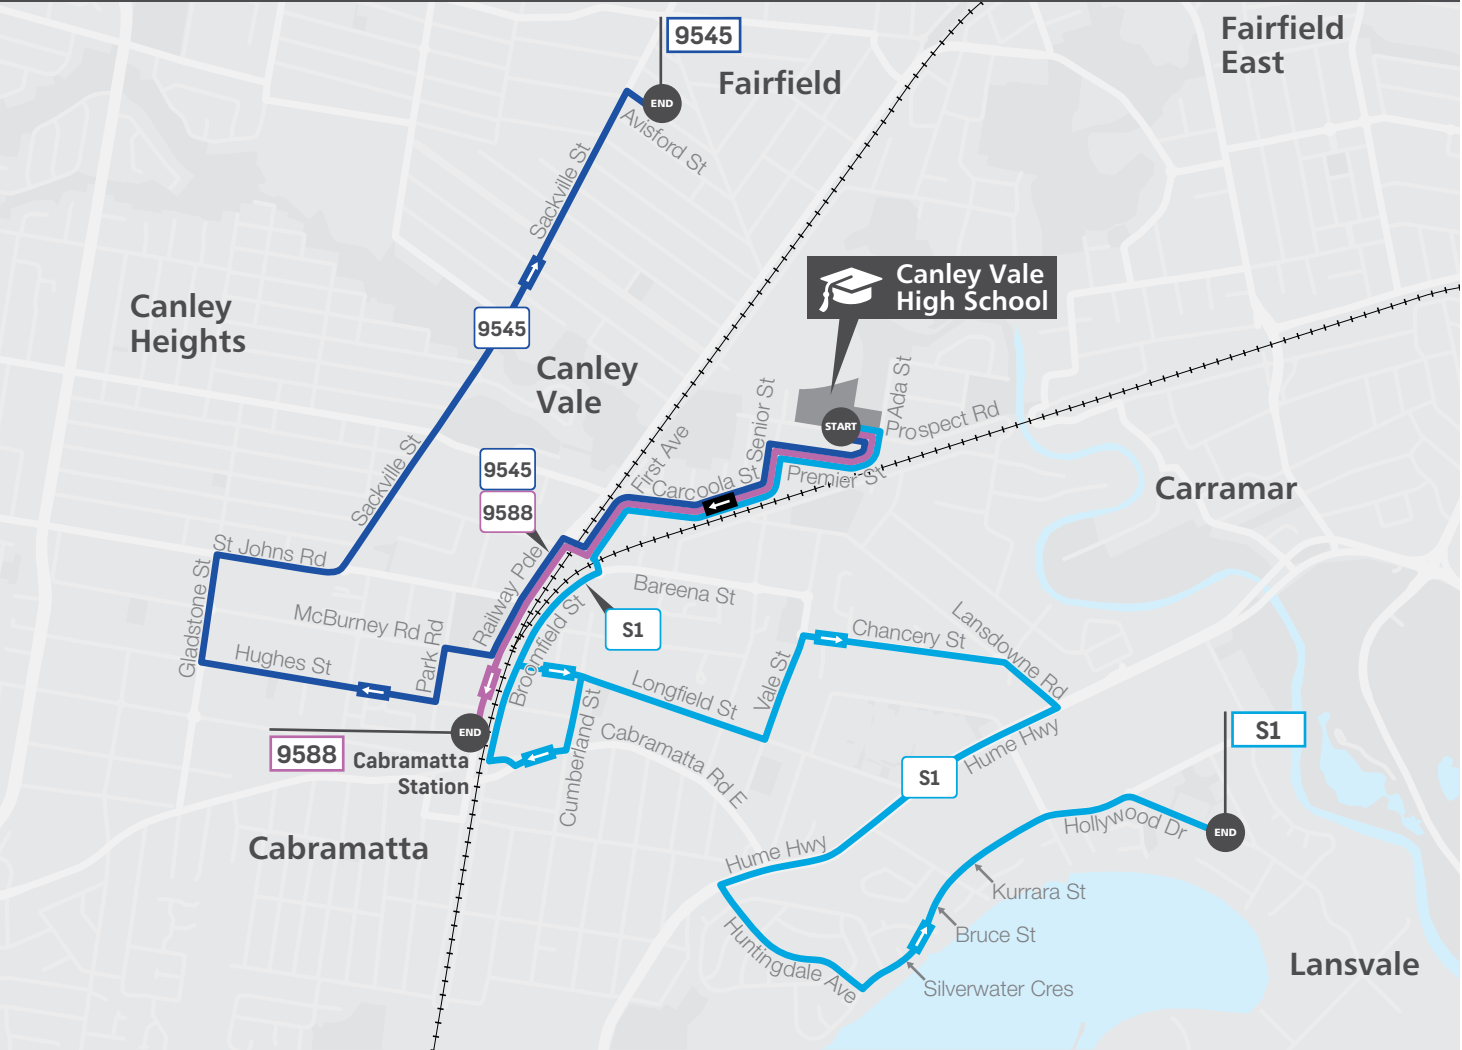 9545
Fairfield
East
END
Fairfield
Avisford St
Sackville St
Canley Vale
High School
Canley
Heights
9545
Canley
Vale
Ada St
Senior St
START
Prospect Rd
First Ave
Carcoola St
Premier St
9545
9588
Sackville St
Carramar
St Johns Rd
Railway Pde
Bareena St
Gladstone St
McBurney Rd
Park Rd
Broomfield St
S1
Chancery St
Lansdowne Rd
Hughes St
Vale St
Longfield St
END
9588
Cabramatta
Station
Cumberland St
Cabramatta Rd E
Hume Hwy
S1
S1
Cabramatta
Hume Hwy
Hollywood Dr
END
Kurrara St
Bruce St
Huntingdale Ave
Silverwater Cres
Lansvale